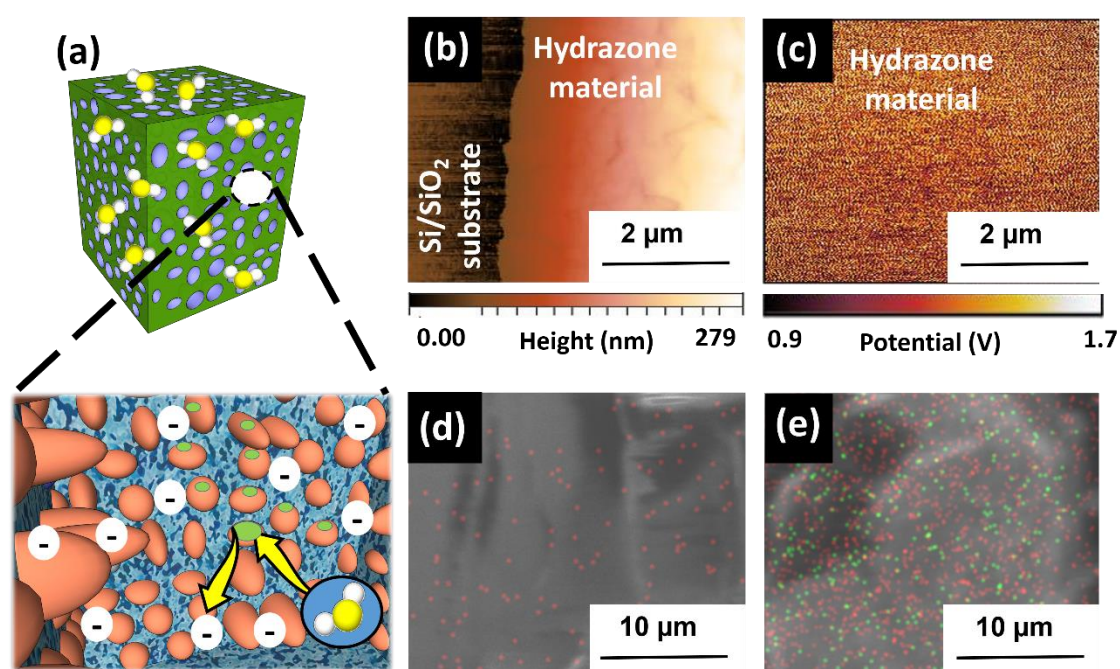 (a)
(b)
Hydrazone
material
Si/SiO₂
substrate
2 µm
0.00 Height (nm) 279
(c)
Hydrazone
material
2 µm
0.9 Potential (V) 1.7
-
-
-
-
-
-
-
-
-
-
(d)
10 µm
(e)
10 µm